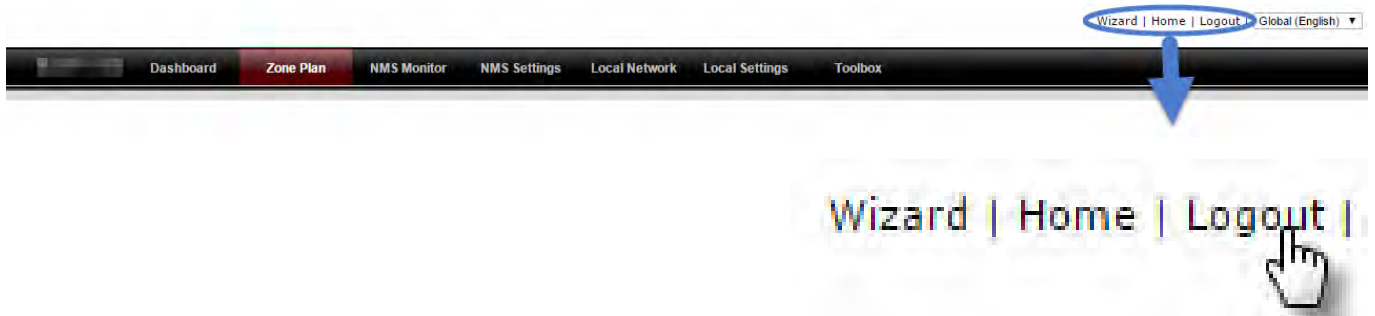 Wizard | Home | Logout | Global (English) ▼
Dashboard Zone Plan NMS Monitor NMS Settings Local Network Local Settings Toolbox
Wizard | Home | Logout |